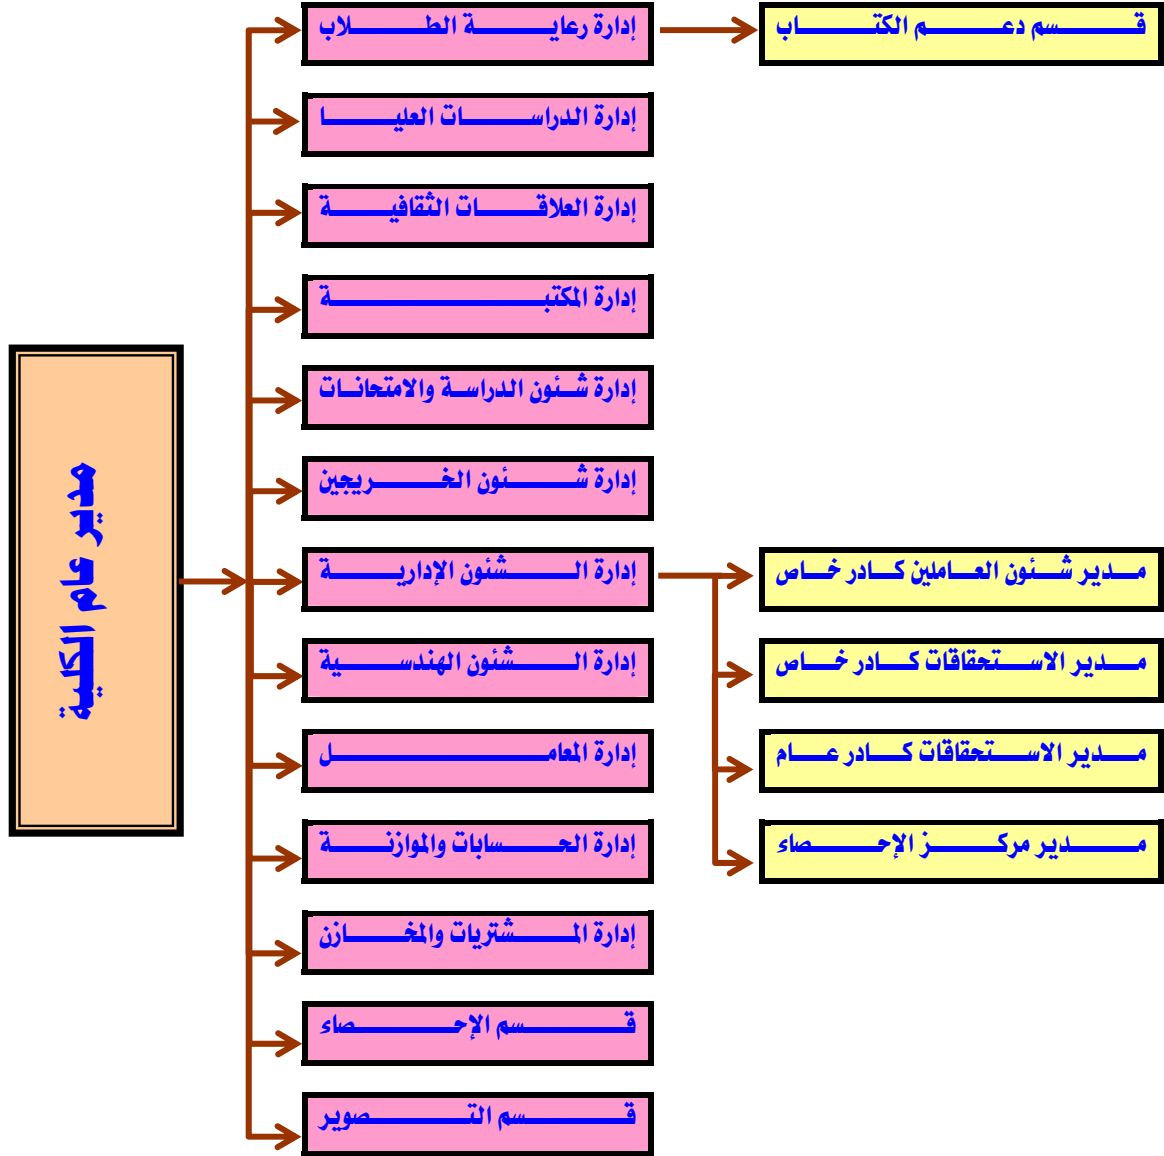 مدير عام الكلية
إدارة رعاية الطلاب
قسم دعم الكتاب
إدارة الدراسات العليا
إدارة العلاقات الثقافية
إدارة المكتبة
إدارة شئون الدراسة والامتحانات
إدارة شئون الخريجين
إدارة الشئون الإدارية
مدير شئون العاملين كادر خاص
إدارة الشئون الهندسية
مدير الاستحقاقات كادر خاص
إدارة المعامل
مدير الاستحقاقات كادر عام
إدارة الحسابات والموازنة
مدير مركز الإحصاء
إدارة المشتريات والمخازن
قسم الإحصاء
قسم التصوير